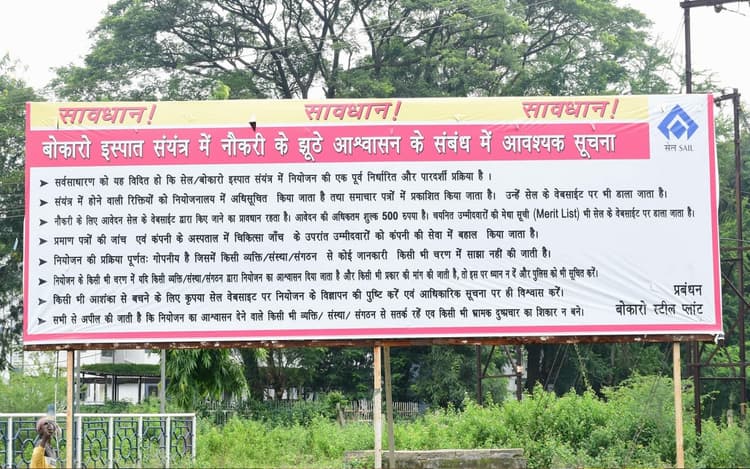 सावधान! सावधान! सावधान!
बोकारो इस्पात संयंत्र में नौकरी के झूठे आश्वासन के संबंध में आवश्यक सूचना
सेल SAIL
➤ सर्वसाधारण को यह विदित हो कि सेल/बोकारो इस्पात संयंत्र में नियोजन की एक पूर्व निर्धारित और पारदर्शी प्रक्रिया है ।
➤ संयंत्र में होने वाली रिक्तियों को नियोजनालय में अधिसूचित किया जाता है तथा समाचार पत्रों में प्रकाशित किया जाता है। उन्हें सेल के वेबसाईट पर भी डाला जाता है।
➤ नौकरी के लिए आवेदन सेल के वेबसाईट द्वारा किए जाने का प्रावधान रहता है। आवेदन की अधिकतम शुल्क 500 रुपया है। चयनित उम्मीदवारों की मेधा सूची (Merit List) भी सेल के वेबसाईट पर डाला जाता है।
➤ प्रमाण पत्रों की जांच एवं कंपनी के अस्पताल में चिकित्सा जाँच के उपरांत उम्मीदवारों को कंपनी की सेवा में बहाल किया जाता है।
➤ नियोजन की प्रक्रिया पूर्णतः गोपनीय है जिसमें किसी व्यक्ति/संस्था/संगठन से कोई जानकारी किसी भी चरण में साझा नहीं की जाती है।
➤ नियोजन के किसी भी चरण में यदि किसी व्यक्ति/संस्था/संगठन द्वारा नियोजन का आश्वासन दिया जाता है और किसी भी प्रकार की मांग की जाती है, तो इस पर ध्यान न दें और पुलिस को भी सूचित करें।
➤ किसी भी आशंका से बचने के लिए कृपया सेल वेबसाइट पर नियोजन के विज्ञापन की पुष्टि करें एवं आधिकारिक सूचना पर ही विश्वास करें।
➤ सभी से अपील की जाती है कि नियोजन का आश्वासन देने वाले किसी भी व्यक्ति/ संस्था/ संगठन से सतर्क रहें एवं किसी भी भ्रामक दुष्प्रचार का शिकार न बने।
प्रबंधन
बोकारो स्टील प्लांट